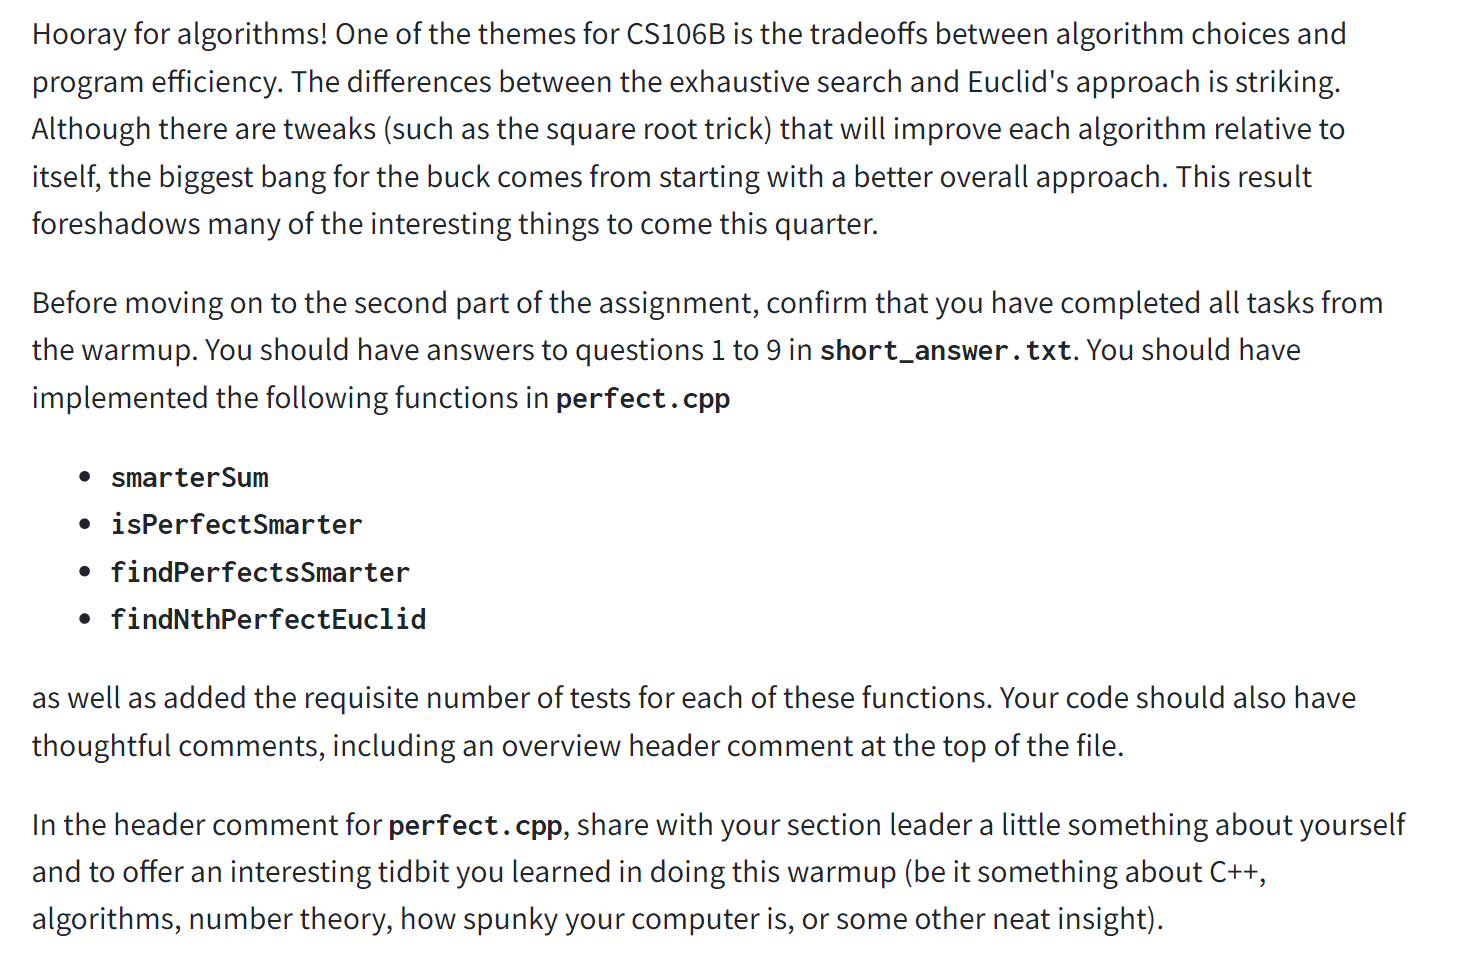 Hooray for algorithms! One of the themes for CS106B is the tradeoffs between algorithm choices and
program efficiency. The differences between the exhaustive search and Euclid's approach is striking.
Although there are tweaks (such as the square root trick) that will improve each algorithm relative to
itself, the biggest bang for the buck comes from starting with a better overall approach. This result
foreshadows many of the interesting things to come this quarter.
Before moving on to the second part of the assignment, confirm that you have completed all tasks from
the warmup. You should have answers to questions 1 to 9 in short_answer.txt. You should have
implemented the following functions in perfect.cpp
• smarterSum
• isPerfectSmarter
• findPerfectsSmarter
• findNthPerfectEuclid
as well as added the requisite number of tests for each of these functions. Your code should also have
thoughtful comments, including an overview header comment at the top of the file.
In the header comment for perfect.cpp, share with your section leader a little something about yourself
and to offer an interesting tidbit you learned in doing this warmup (be it something about C++,
algorithms, number theory, how spunky your computer is, or some other neat insight).